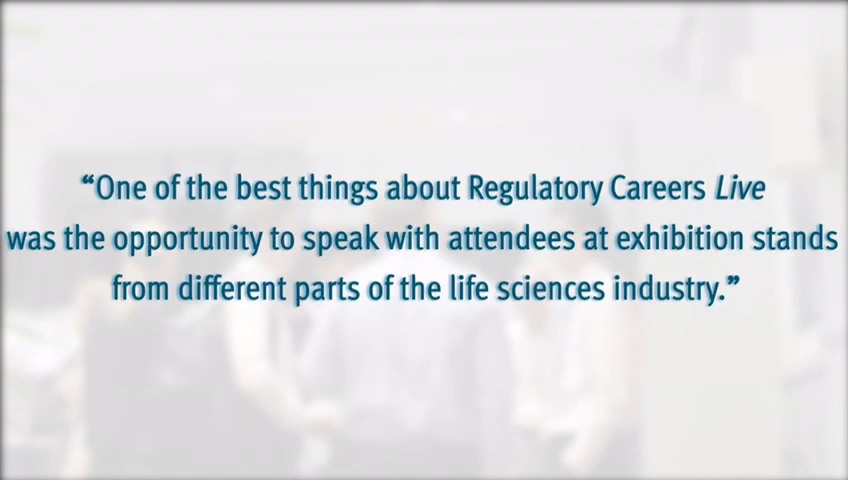 “One of the best things about Regulatory Careers Live
was the opportunity to speak with attendees at exhibition stands
from different parts of the life sciences industry.”